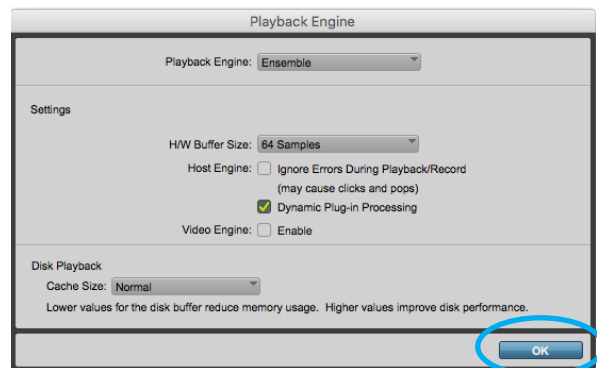 Playback Engine
Playback Engine: Ensemble
Settings
H/W Buffer Size: 64 Samples
Host Engine: Ignore Errors During Playback/Record
(may cause clicks and pops)
Dynamic Plug-in Processing
Video Engine: Enable
Disk Playback
Cache Size: Normal
Lower values for the disk buffer reduce memory usage. Higher values improve disk performance.
OK